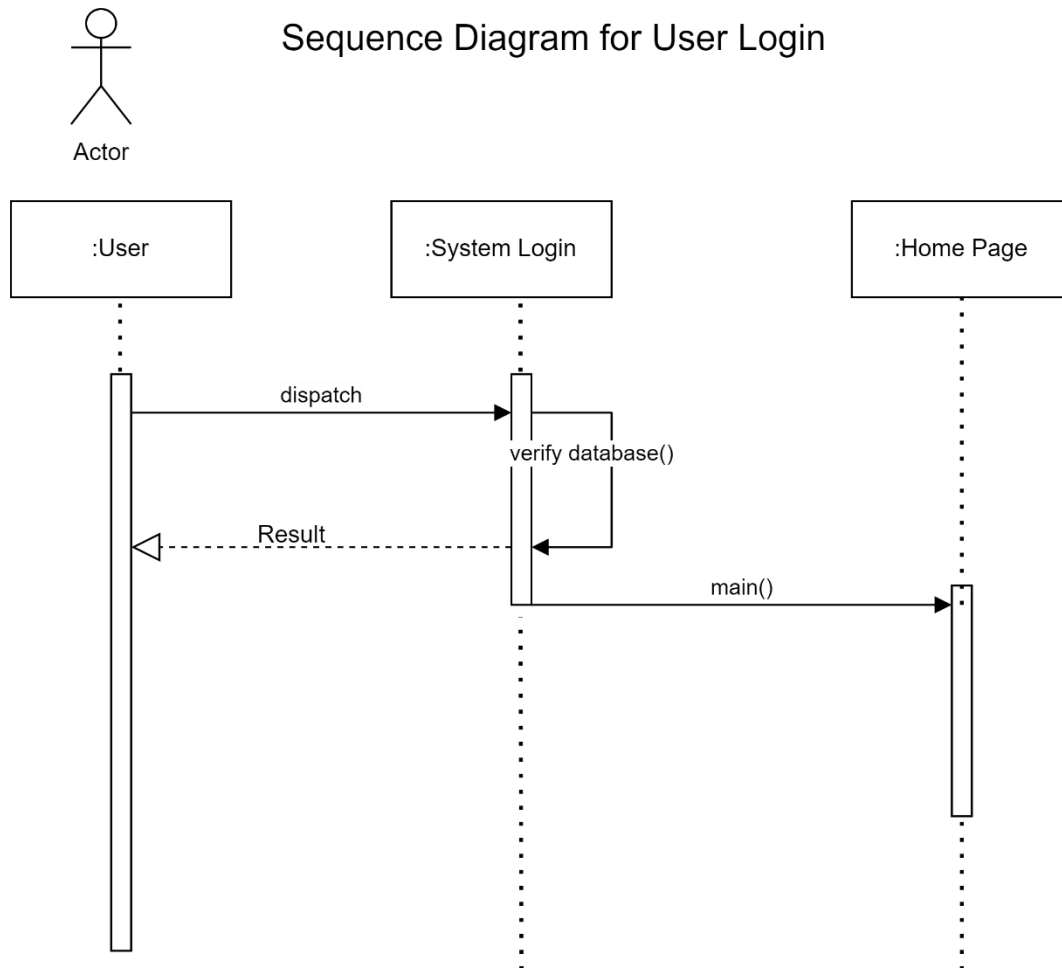 Sequence Diagram for User Login
Actor
:User
:System Login
:Home Page
dispatch
verify database()
Result
main()